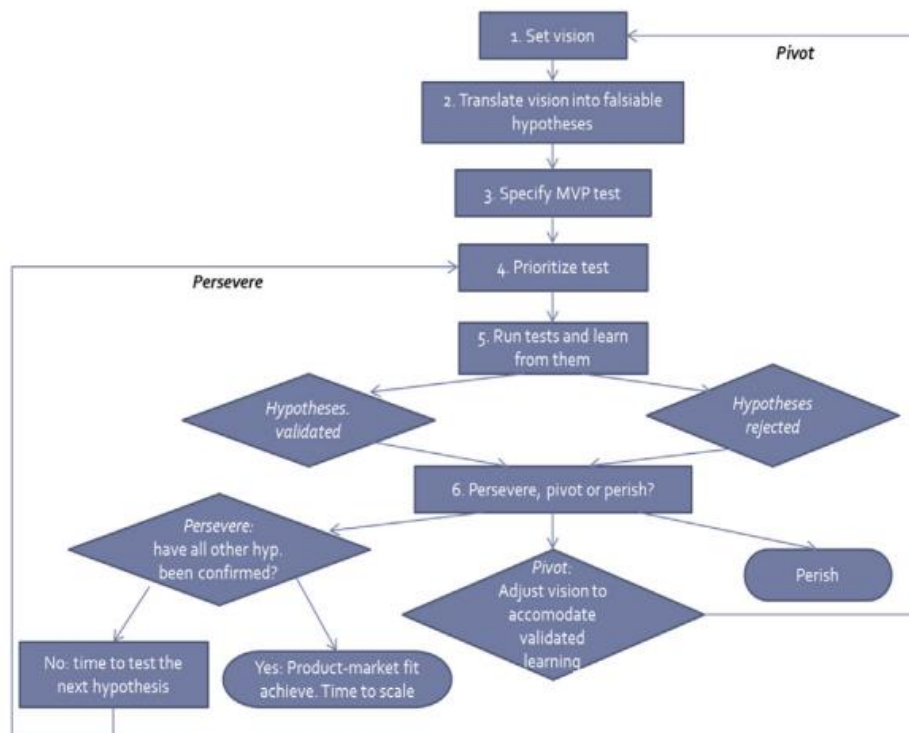 1. Set vision
Pivot
2. Translate vision into falsiable
hypotheses
3. Specify MVP test
4. Prioritize test
Persevere
5. Run tests and learn
from them
Hypotheses.
validated
Hypotheses
rejected
6. Persevere, pivot or perish?
Persevere:
have all other hyp.
been confirmed?
Pivot:
Adjust vision to
accomodate
validated
learning
Perish
No: time to test the
next hypothesis
Yes: Product-market fit
achieve. Time to scale